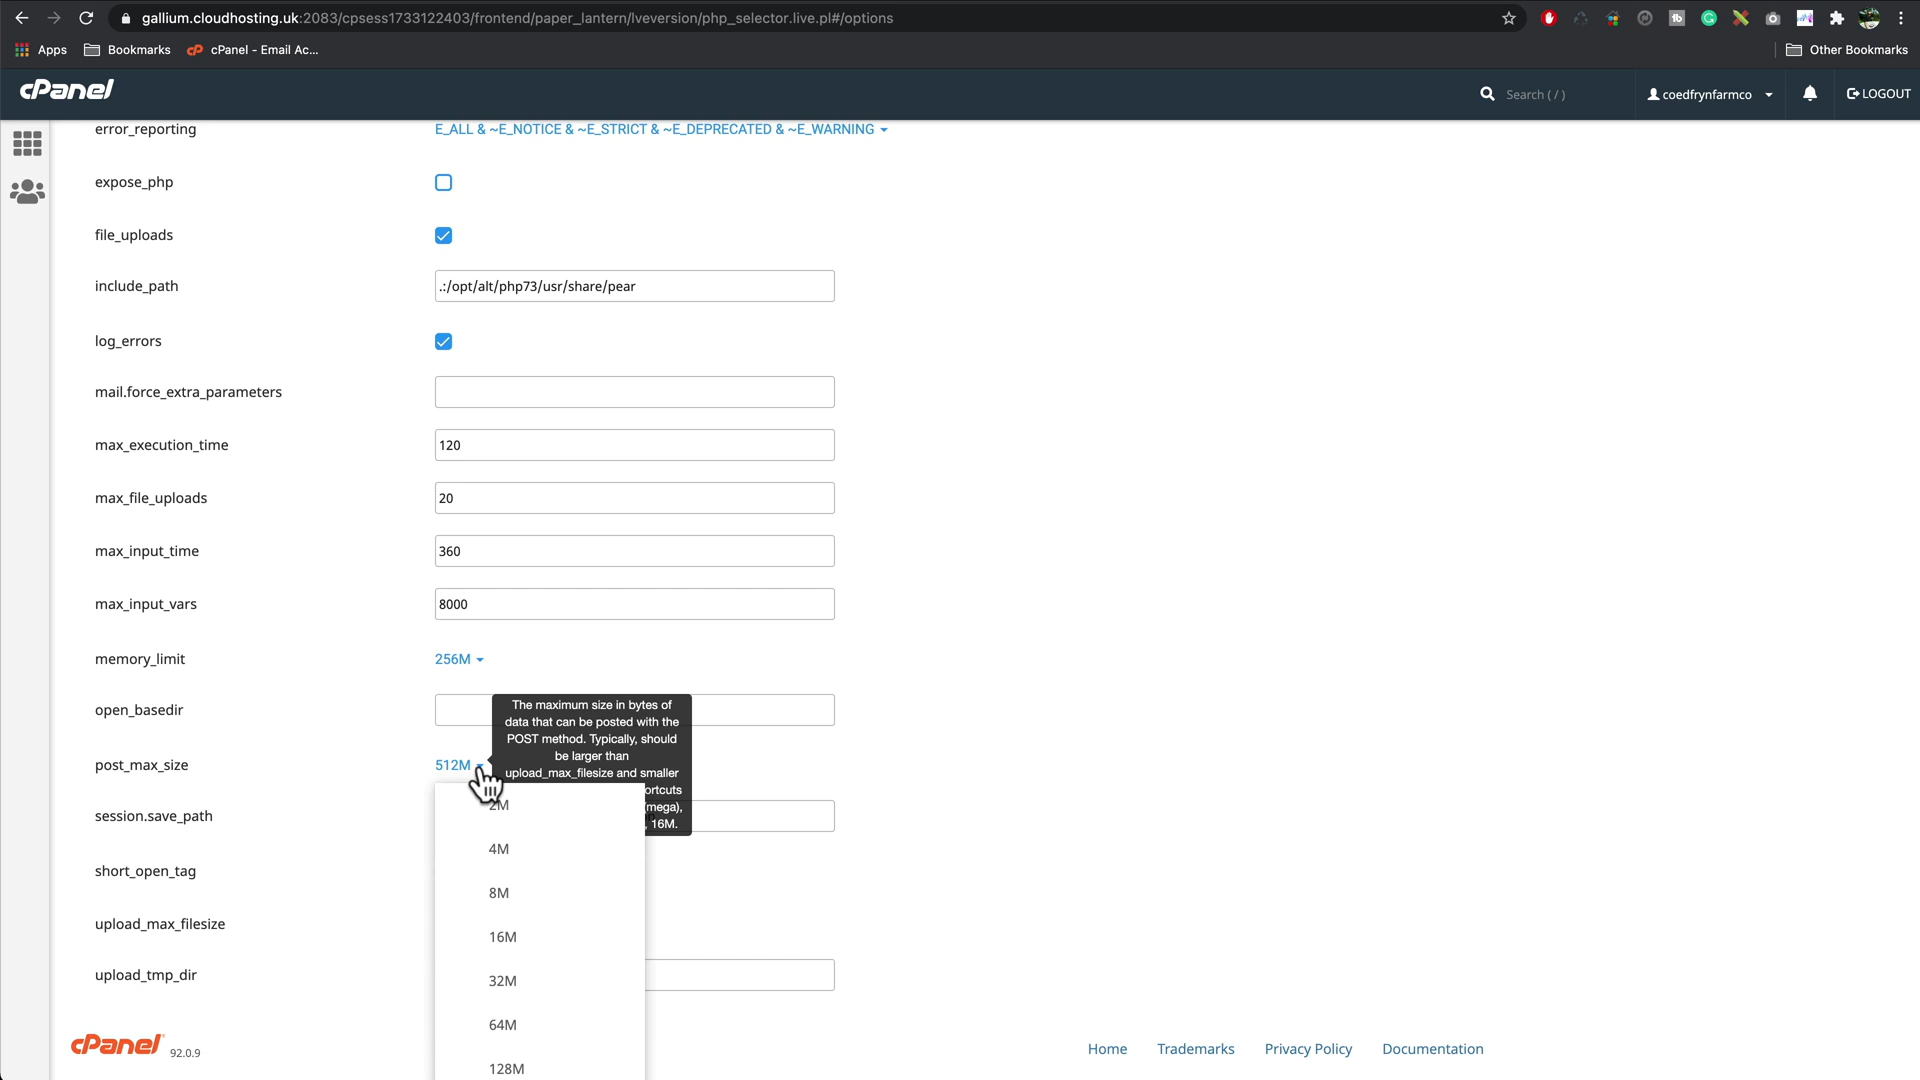 gallium.cloudhosting.uk:2083/cpsess1733122403/frontend/paper_lantern/lveversion/php_selector.live.pl#/options
Apps
Bookmarks
cPanel - Email Ac...
Other Bookmarks
cPanel
Search ( / )
coedfrynfarmco
LOGOUT
error_reporting
E_ALL & ~E_NOTICE & ~E_STRICT & ~E_DEPRECATED & ~E_WARNING
expose_php
file_uploads
include_path
.:/opt/alt/php73/usr/share/pear
log_errors
mail.force_extra_parameters
max_execution_time
120
max_file_uploads
20
max_input_time
360
max_input_vars
8000
memory_limit
256M
open_basedir
The maximum size in bytes of
data that can be posted with the
POST method. Typically, should
be larger than
upload_max_filesize and smaller
ortcuts
(mega),
, 16M.
post_max_size
512M
2M
session.save_path
4M
short_open_tag
8M
upload_max_filesize
16M
upload_tmp_dir
32M
64M
128M
cPanel
92.0.9
Home
Trademarks
Privacy Policy
Documentation